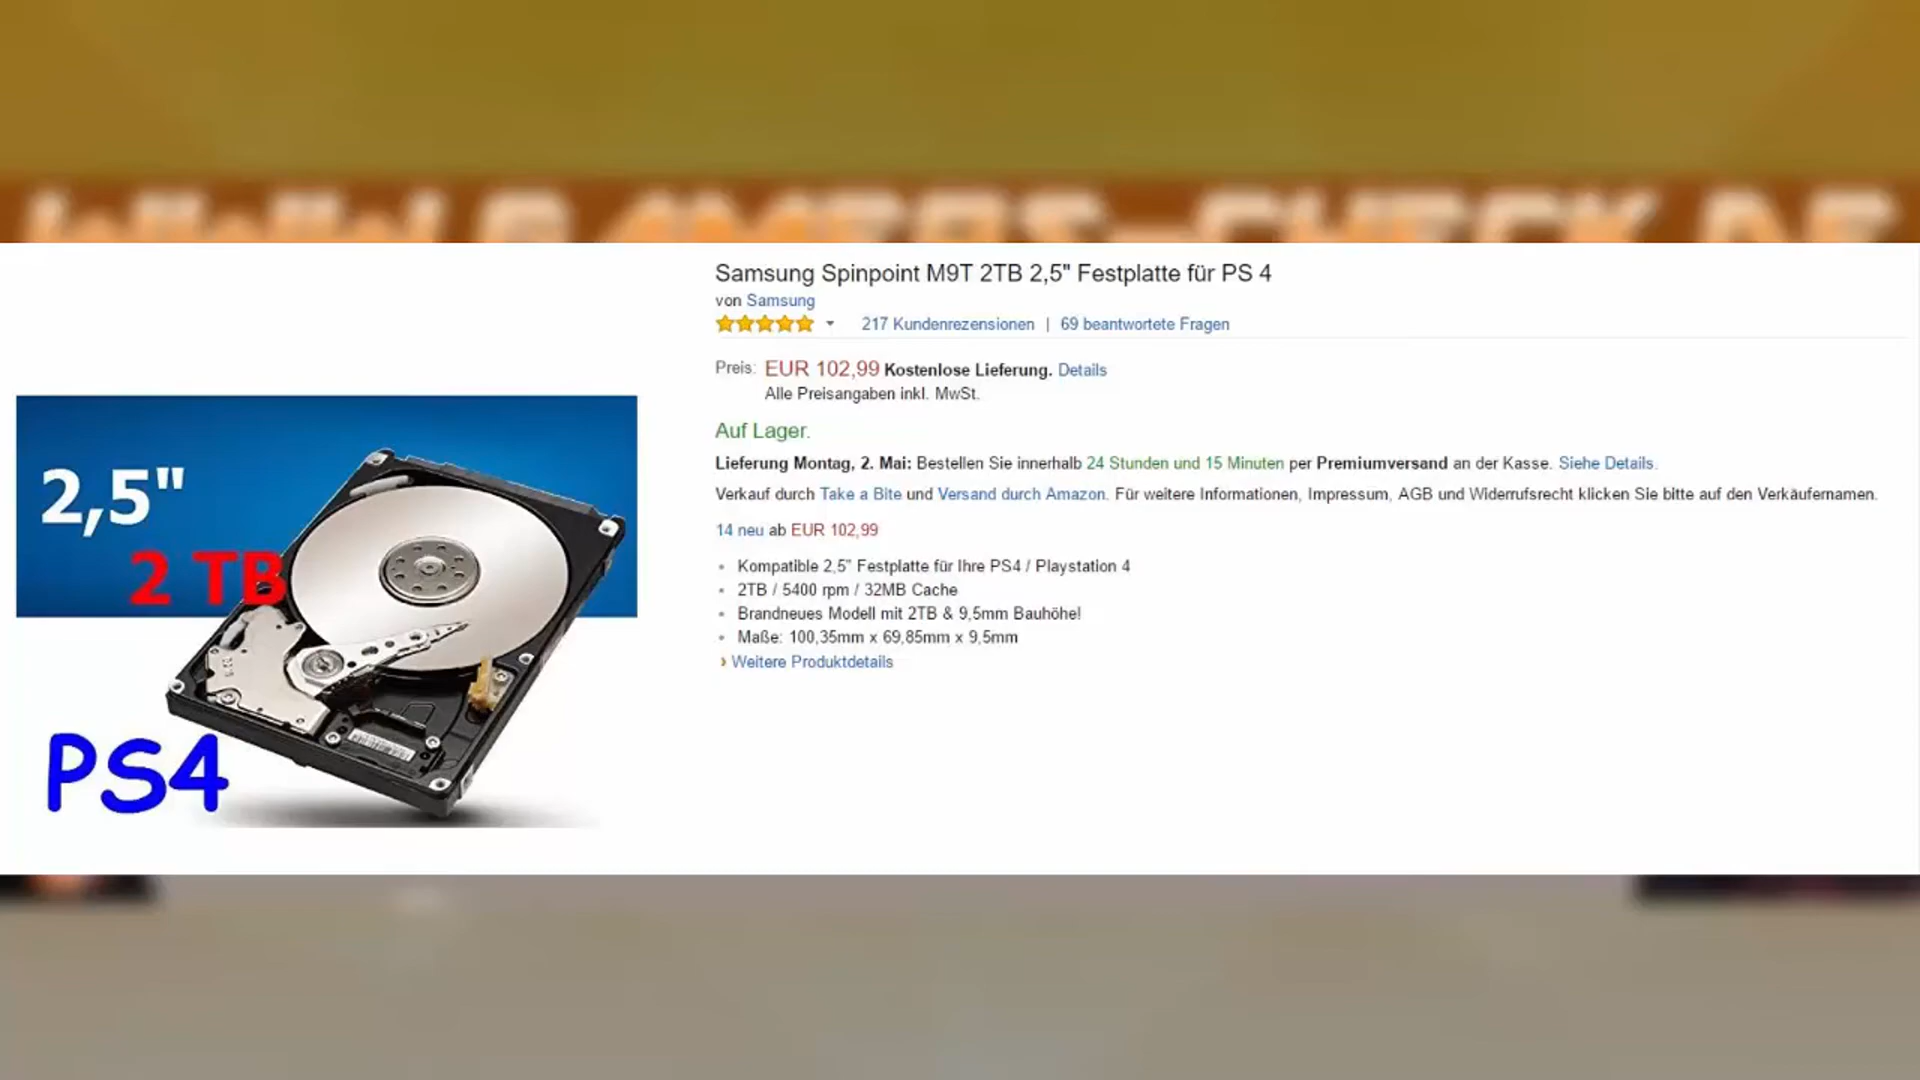 GAMERS-CHECK.DE
Samsung Spinpoint M9T 2TB 2,5" Festplatte für PS 4
von Samsung
217 Kundenrezensionen | 69 beantwortete Fragen
Preis: EUR 102,99 Kostenlose Lieferung. Details
Alle Preisangaben inkl. MwSt.
Auf Lager.
Lieferung Montag, 2. Mai: Bestellen Sie innerhalb 24 Stunden und 15 Minuten per Premiumversand an der Kasse. Siehe Details.
Verkauf durch Take a Bite und Versand durch Amazon. Für weitere Informationen, Impressum, AGB und Widerrufsrecht klicken Sie bitte auf den Verkäufernamen.
14 neu ab EUR 102,99
Kompatible 2,5" Festplatte für Ihre PS4 / Playstation 4
2TB / 5400 rpm / 32MB Cache
Brandneues Modell mit 2TB & 9,5mm Bauhöhe!
Maße: 100,35mm x 69,85mm x 9,5mm
› Weitere Produktdetails
2,5"
2 TB
PS4